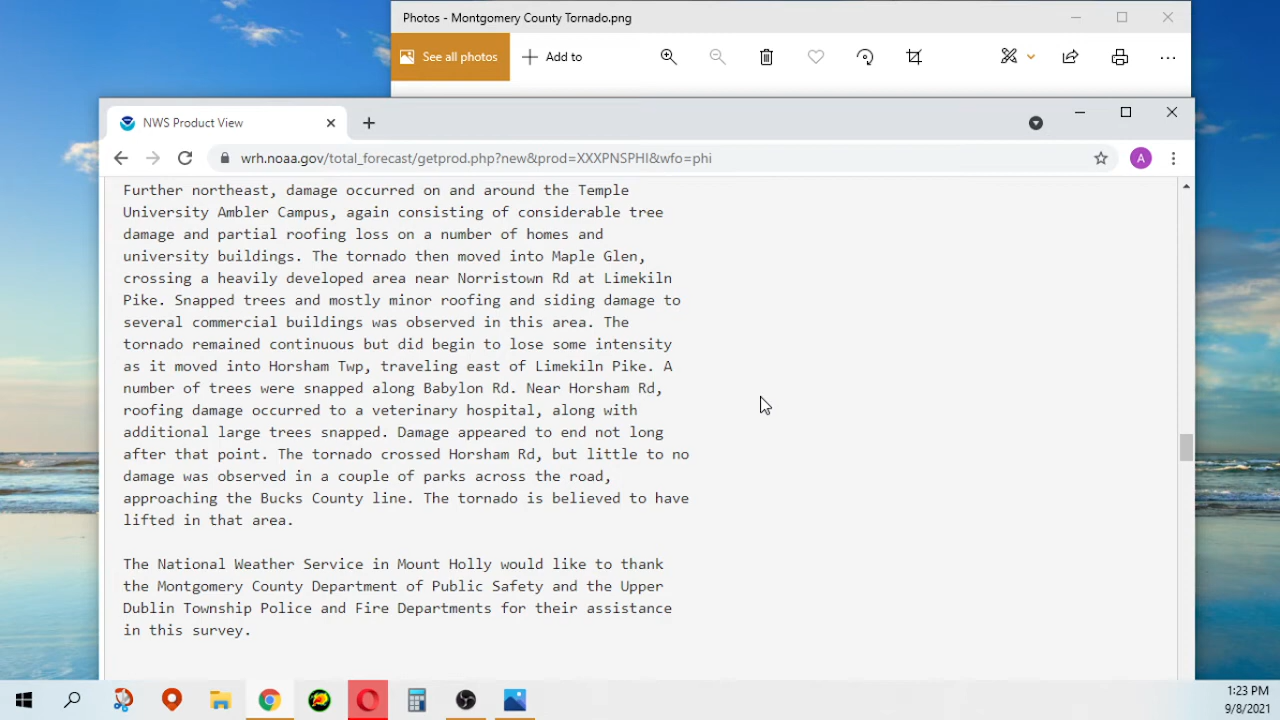 Photos - Montgomery County Tornado.png
See all photos
Add to
NWS Product View
wrh.noaa.gov/total_forecast/getprod.php?new&prod=XXXPNSPHI&wfo=phi
A
Further northeast, damage occurred on and around the Temple
University Ambler Campus, again consisting of considerable tree
damage and partial roofing loss on a number of homes and
university buildings. The tornado then moved into Maple Glen,
crossing a heavily developed area near Norristown Rd at Limekiln
Pike. Snapped trees and mostly minor roofing and siding damage to
several commercial buildings was observed in this area. The
tornado remained continuous but did begin to lose some intensity
as it moved into Horsham Twp, traveling east of Limekiln Pike. A
number of trees were snapped along Babylon Rd. Near Horsham Rd,
roofing damage occurred to a veterinary hospital, along with
additional large trees snapped. Damage appeared to end not long
after that point. The tornado crossed Horsham Rd, but little to no
damage was observed in a couple of parks across the road,
approaching the Bucks County line. The tornado is believed to have
lifted in that area.
The National Weather Service in Mount Holly would like to thank
the Montgomery County Department of Public Safety and the Upper
Dublin Township Police and Fire Departments for their assistance
in this survey.
1:23 PM
9/8/2021